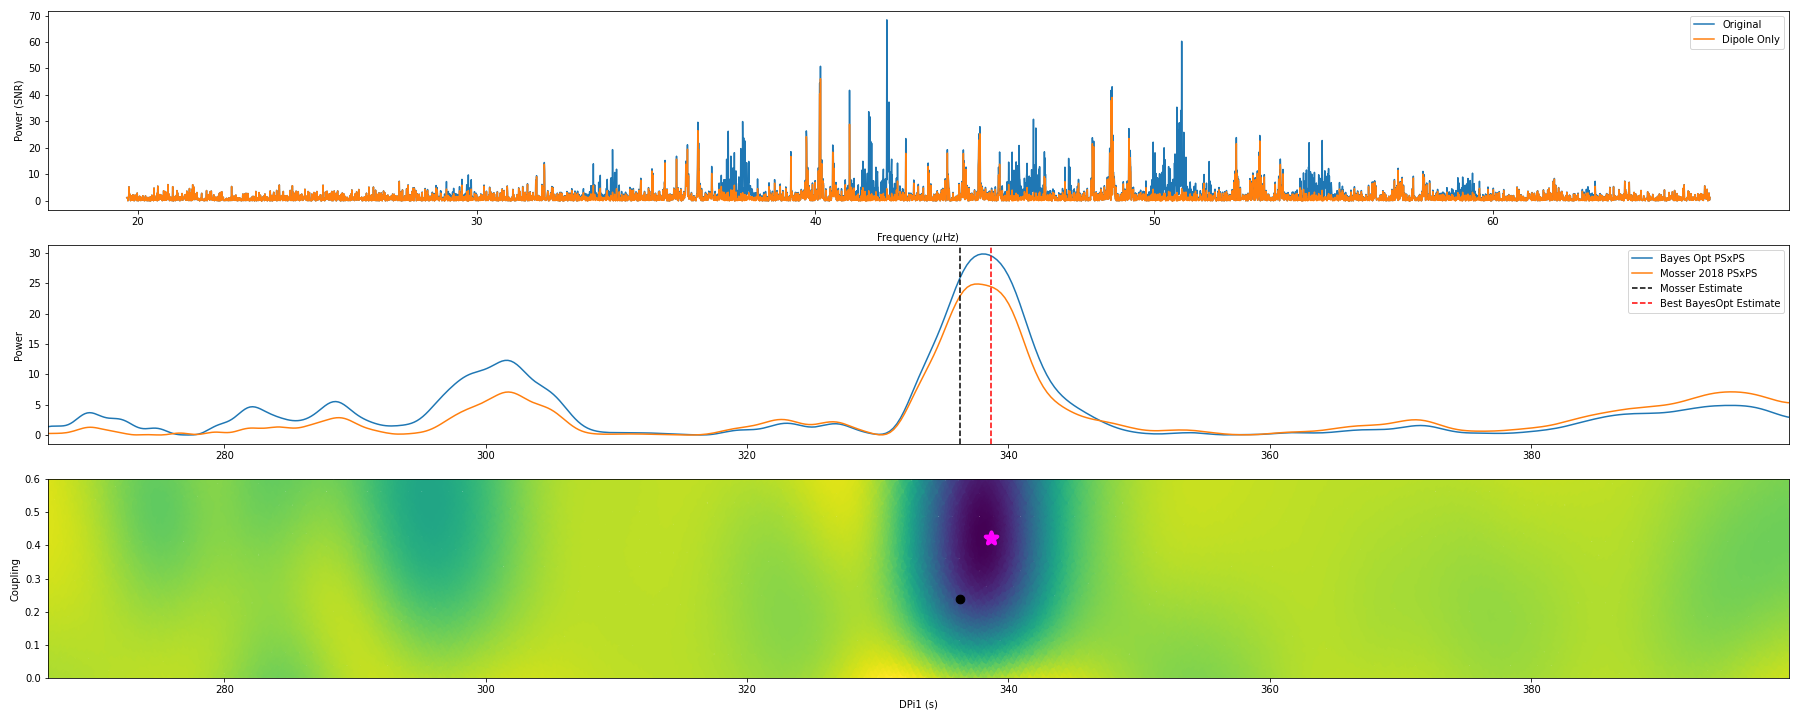 70
60
50
40
30
20
10
0
Power (SNR)
Original
Dipole Only
20 30 40 50 60
Frequency (μHz)
30
25
20
15
10
5
0
Power
Bayes Opt PSxPS
Mosser 2018 PSxPS
Mosser Estimate
Best BayesOpt Estimate
280 300 320 340 360 380
0.6
0.5
0.4
0.3
0.2
0.1
0.0
Coupling
280 300 320 340 360 380
DPi1 (s)